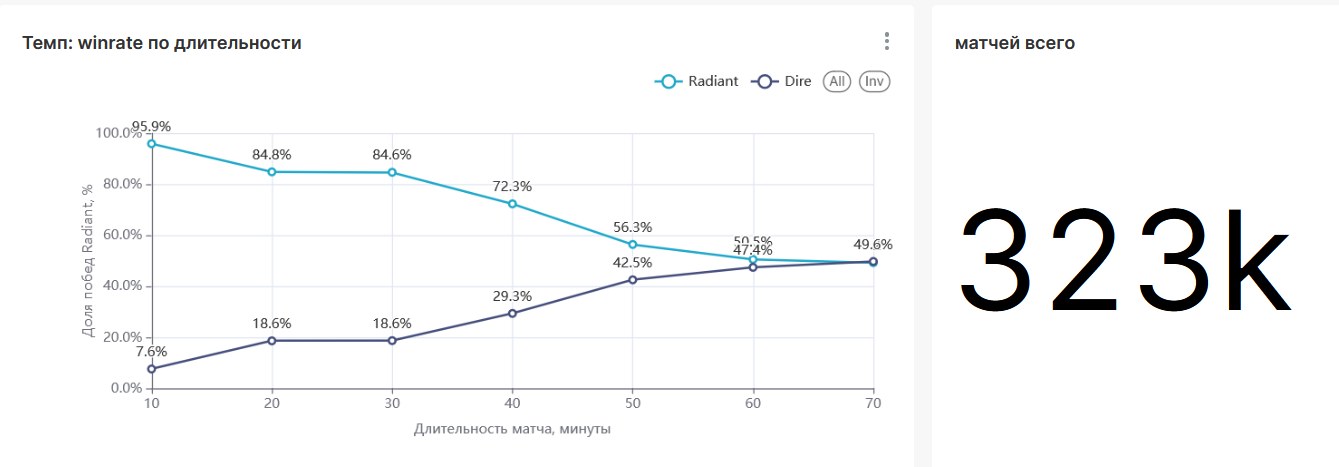 Темп: winrate по длительности
Radiant
Dire
All
Inv
Доля побед Radiant, %
100.0%
80.0%
60.0%
40.0%
20.0%
0.0%
95.9%
84.8%
84.6%
72.3%
56.3%
50.5%
49.6%
7.6%
18.6%
18.6%
29.3%
42.5%
47.4%
10
20
30
40
50
60
70
Длительность матча, минуты
матчей всего
323k